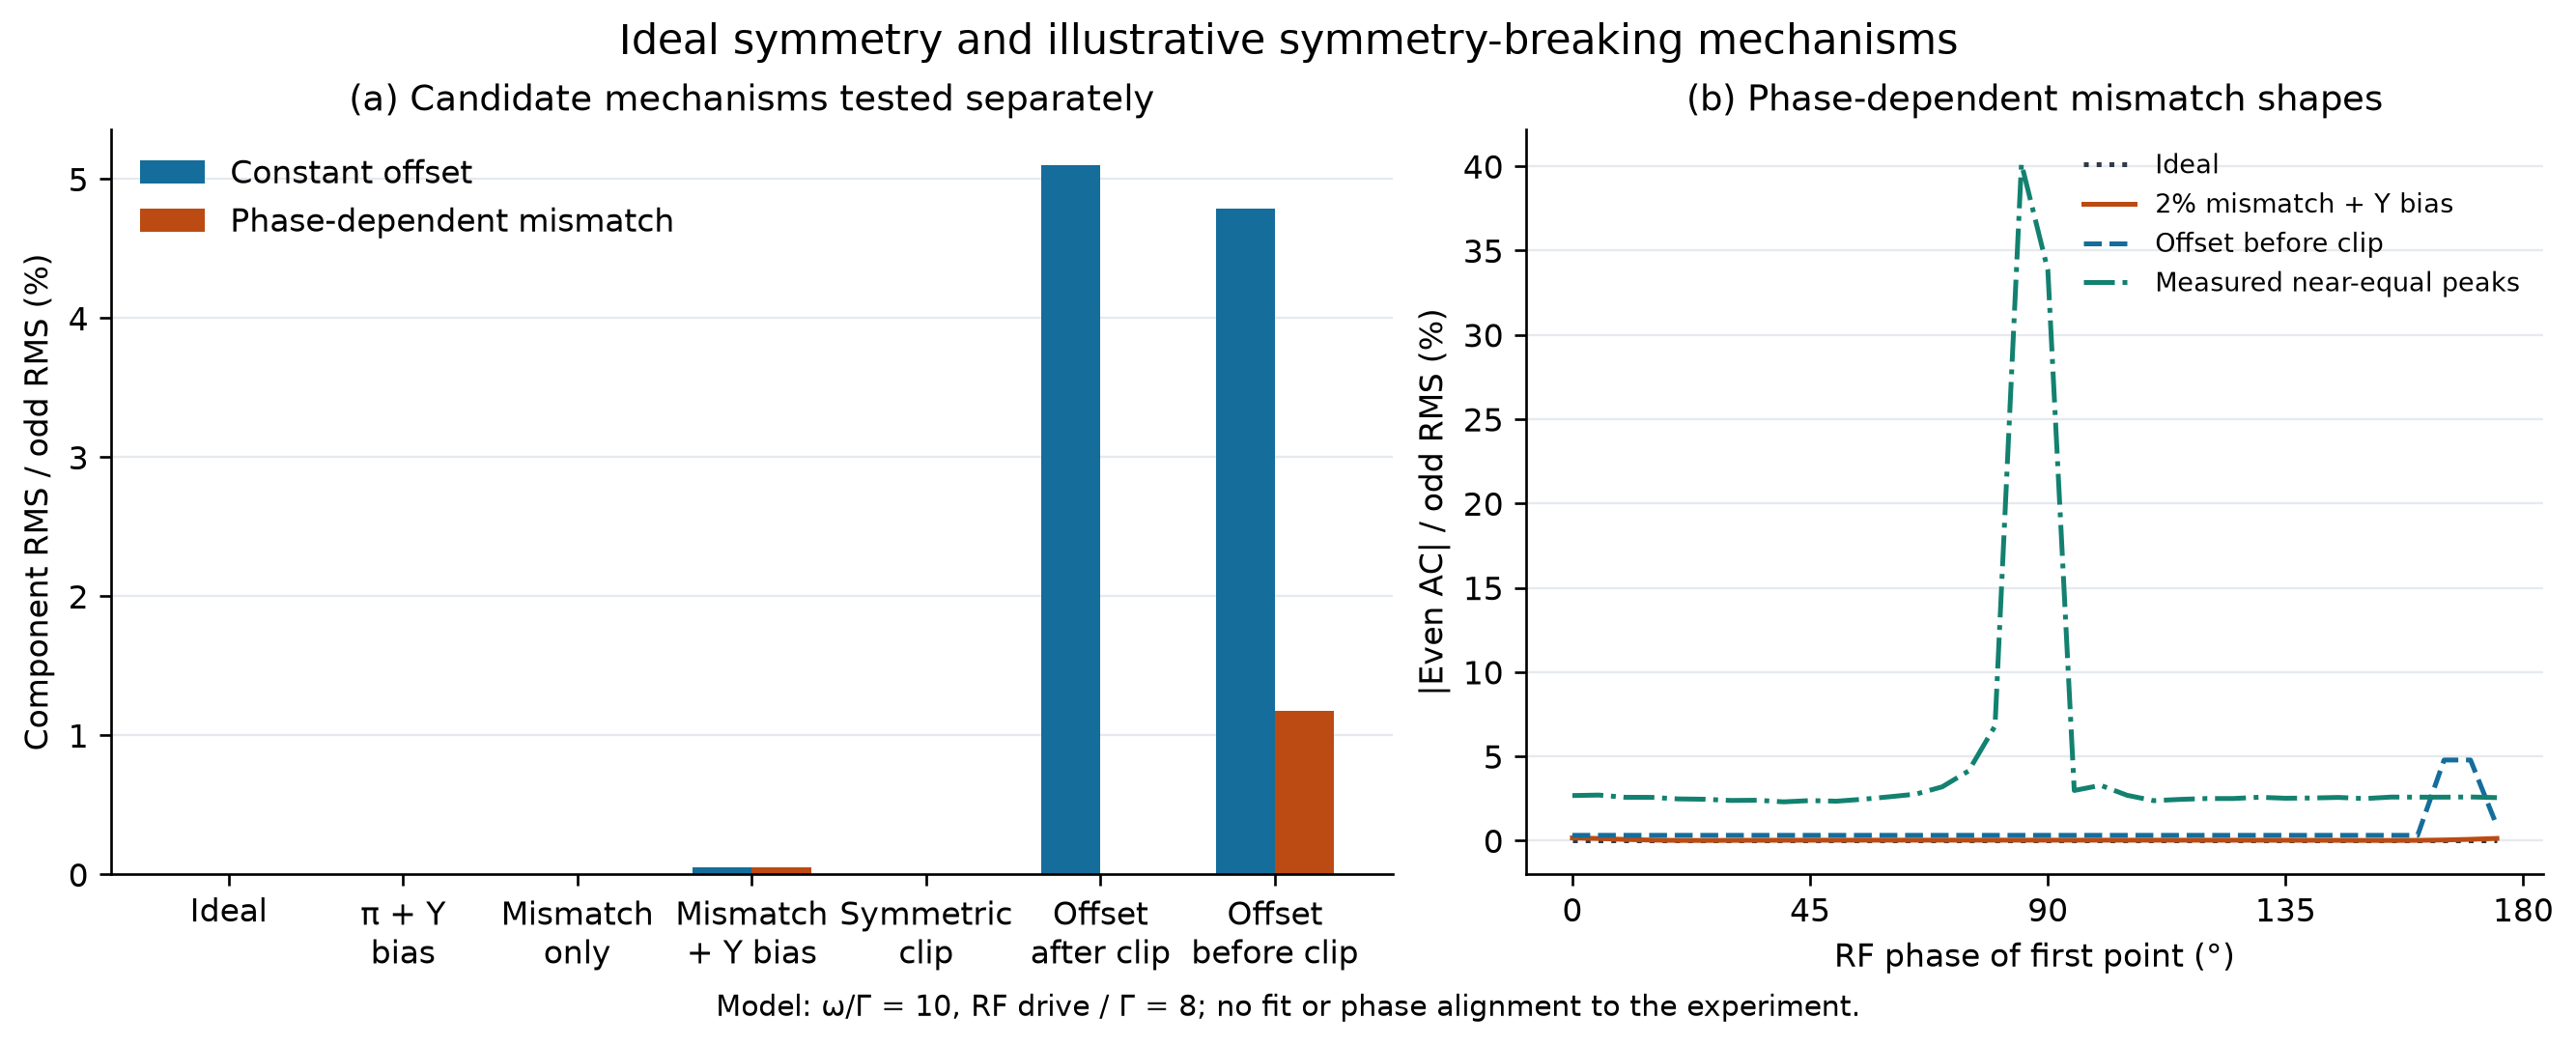 Ideal symmetry and illustrative symmetry-breaking mechanisms
(a) Candidate mechanisms tested separately
Constant offset
Phase-dependent mismatch
Component RMS / odd RMS (%)
5
4
3
2
1
0
Ideal
π + Y
bias
Mismatch
only
Mismatch
+ Y bias
Symmetric
clip
Offset
after clip
Offset
before clip
(b) Phase-dependent mismatch shapes
Ideal
2% mismatch + Y bias
Offset before clip
Measured near-equal peaks
|Even AC| / odd RMS (%)
40
35
30
25
20
15
10
5
0
0
45
90
135
180
RF phase of first point (°)
Model: ω/Γ = 10, RF drive / Γ = 8; no fit or phase alignment to the experiment.